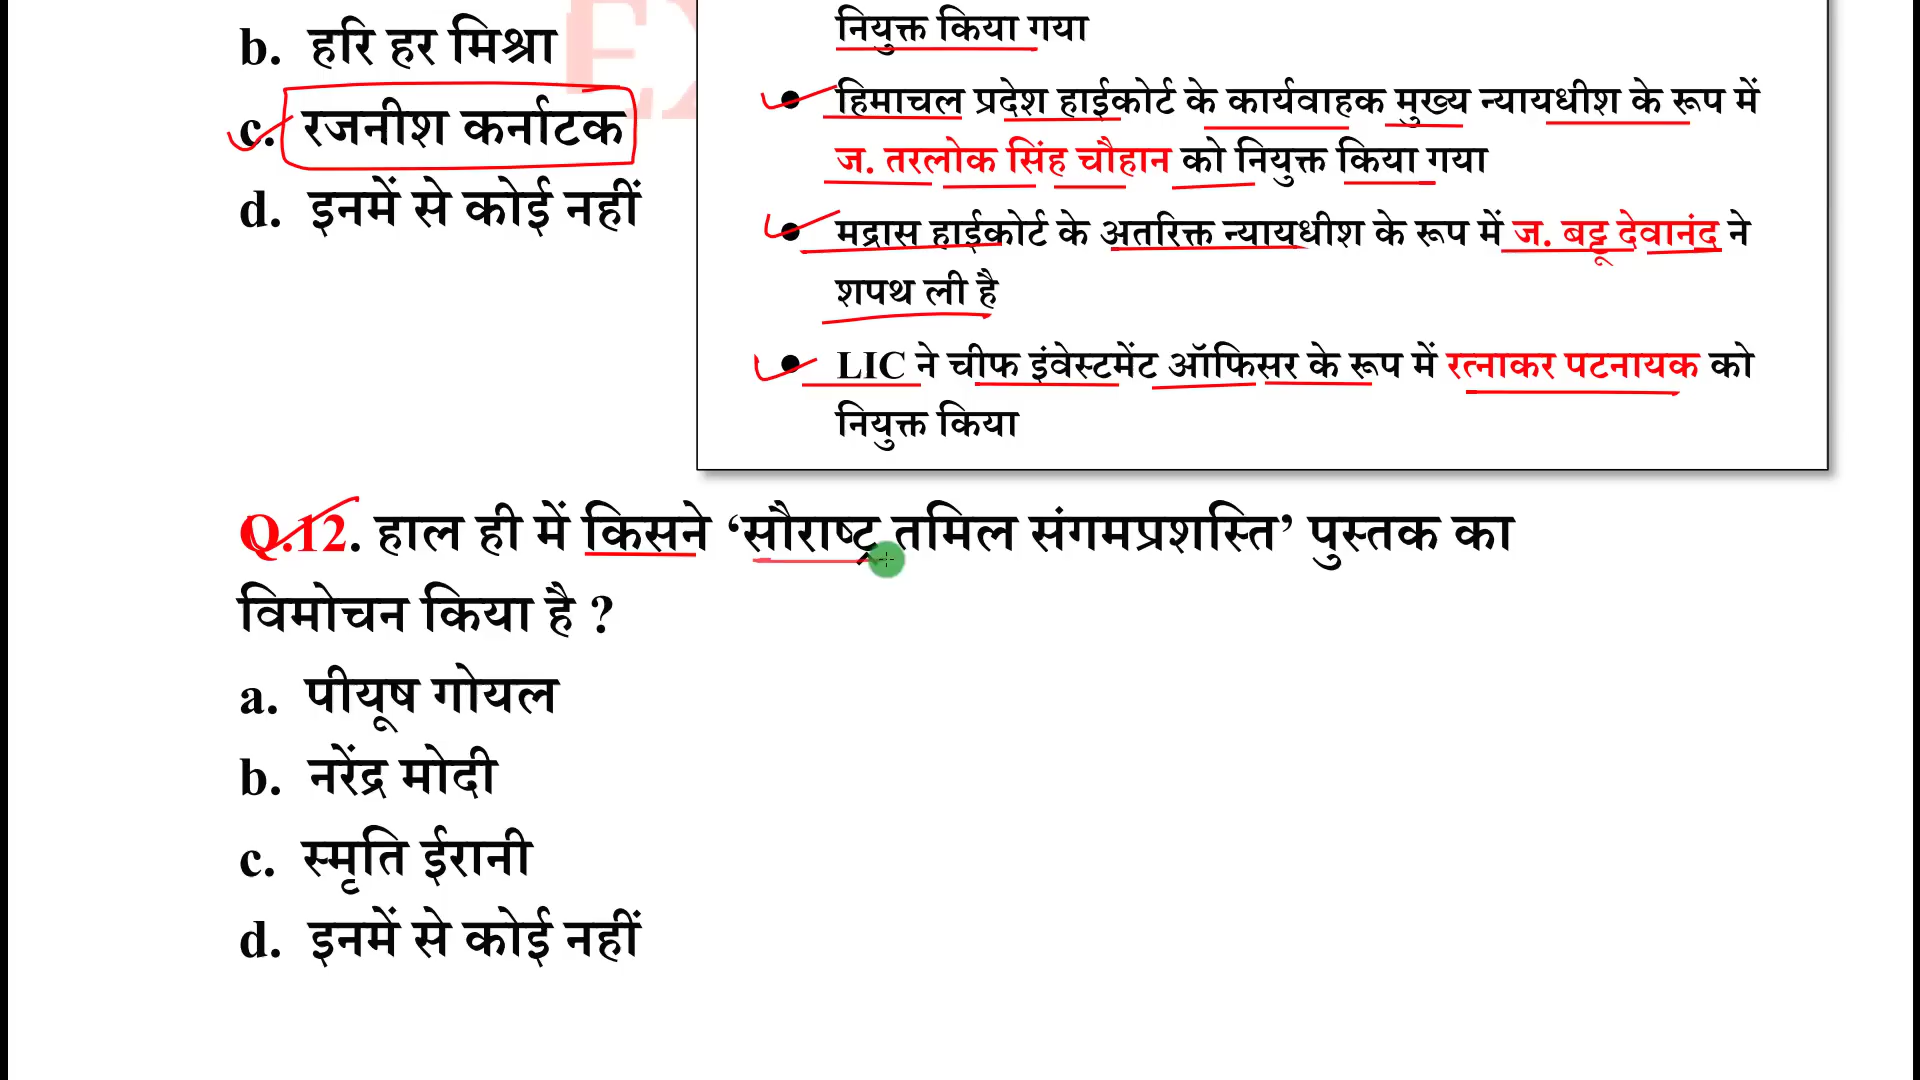 b. हरि हर मिश्रा
c. रजनीश कर्नाटक
d. इनमें से कोई नहीं
नियुक्त किया गया
● हिमाचल प्रदेश हाईकोर्ट के कार्यवाहक मुख्य न्यायधीश के रूप में
ज. तरलोक सिंह चौहान को नियुक्त किया गया
● मद्रास हाईकोर्ट के अतरिक्त न्यायधीश के रूप में ज. बट्टू देवानंद ने
शपथ ली है
● LIC ने चीफ इंवेस्टमेंट ऑफिसर के रूप में रत्नाकर पटनायक को
नियुक्त किया
Q.12. हाल ही में किसने ‘सौराष्ट्र तमिल संगमप्रशस्ति’ पुस्तक का
विमोचन किया है ?
a. पीयूष गोयल
b. नरेंद्र मोदी
c. स्मृति ईरानी
d. इनमें से कोई नहीं